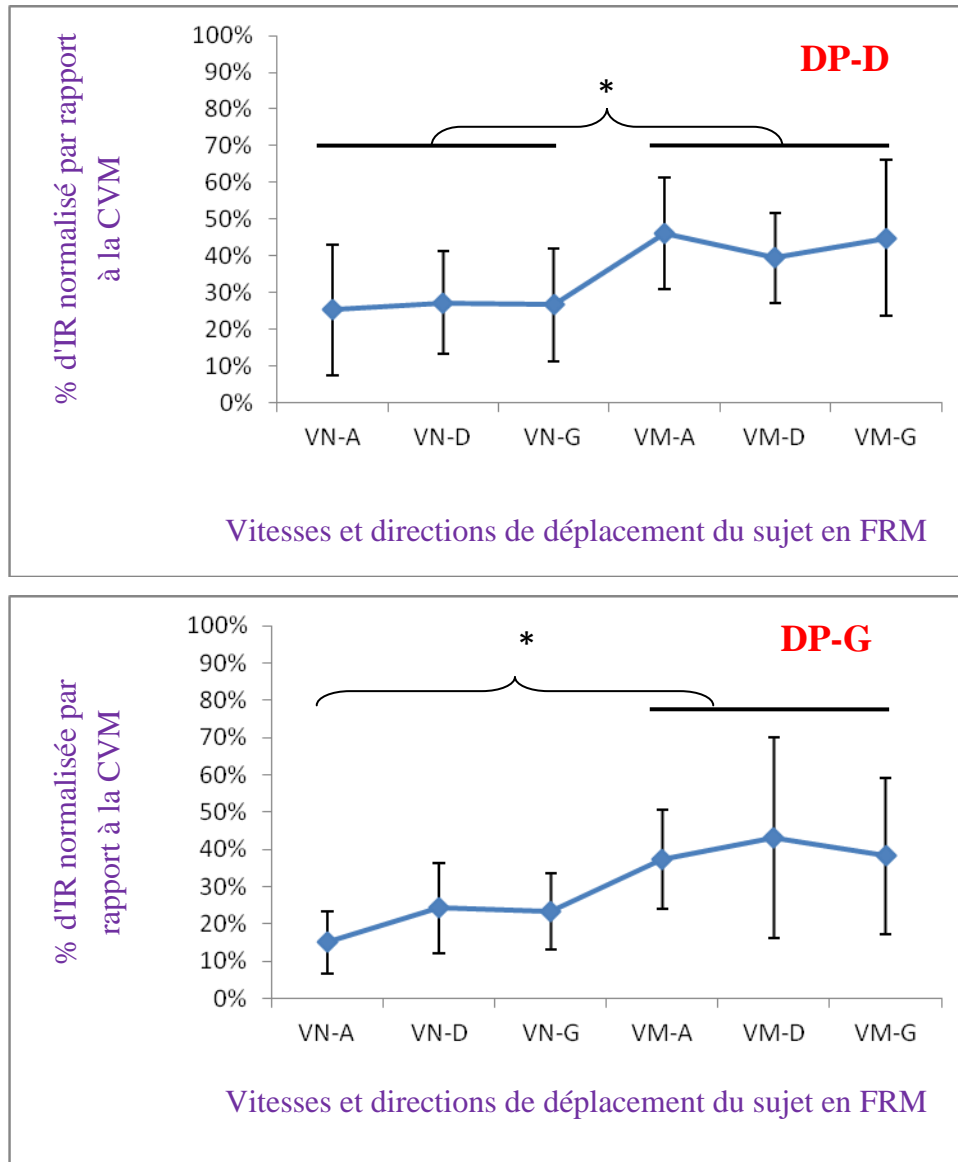 % d'IR normalisé par rapport
à la CVM
100%
90%
80%
70%
60%
50%
40%
30%
20%
10%
0%
DP-D
*
VN-A VN-D VN-G VM-A VM-D VM-G
Vitesses et directions de déplacement du sujet en FRM
% d'IR normalisée par
rapport à la CVM
100%
90%
80%
70%
60%
50%
40%
30%
20%
10%
0%
DP-G
*
VN-A VN-D VN-G VM-A VM-D VM-G
Vitesses et directions de déplacement du sujet en FRM